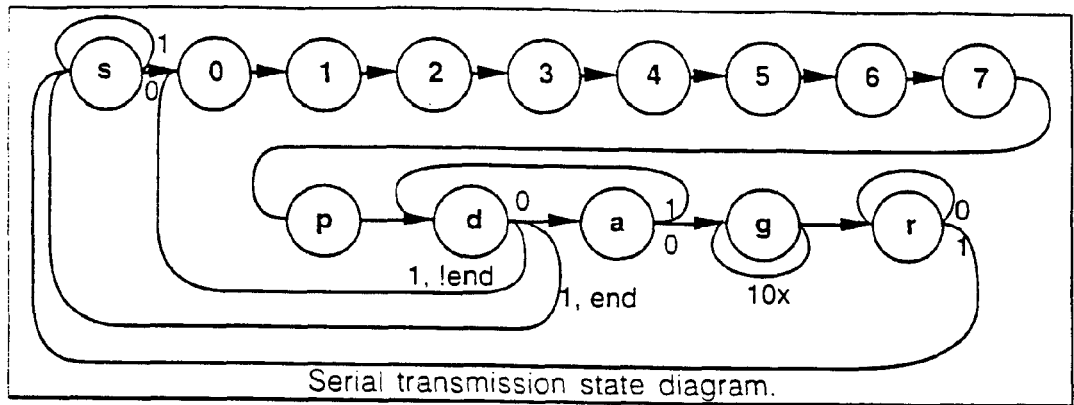 1
s 0 1 2 3 4 5 6 7
0
p d 0 a 1 g r 0
0 1
1, !end
1, end
10x
Serial transmission state diagram.